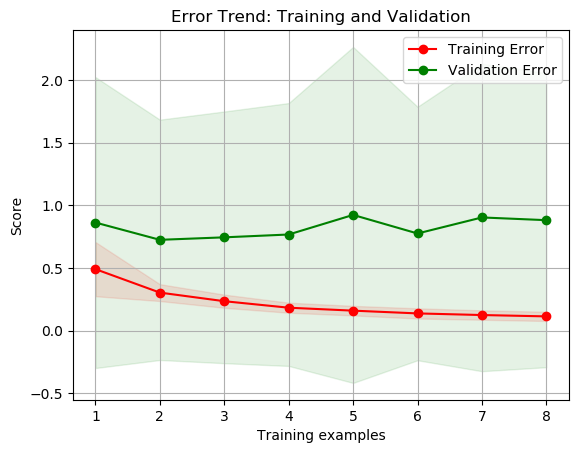 Error Trend: Training and Validation
Training Error
Validation Error
Score
2.0
1.5
1.0
0.5
0.0
−0.5
1 2 3 4 5 6 7 8
Training examples